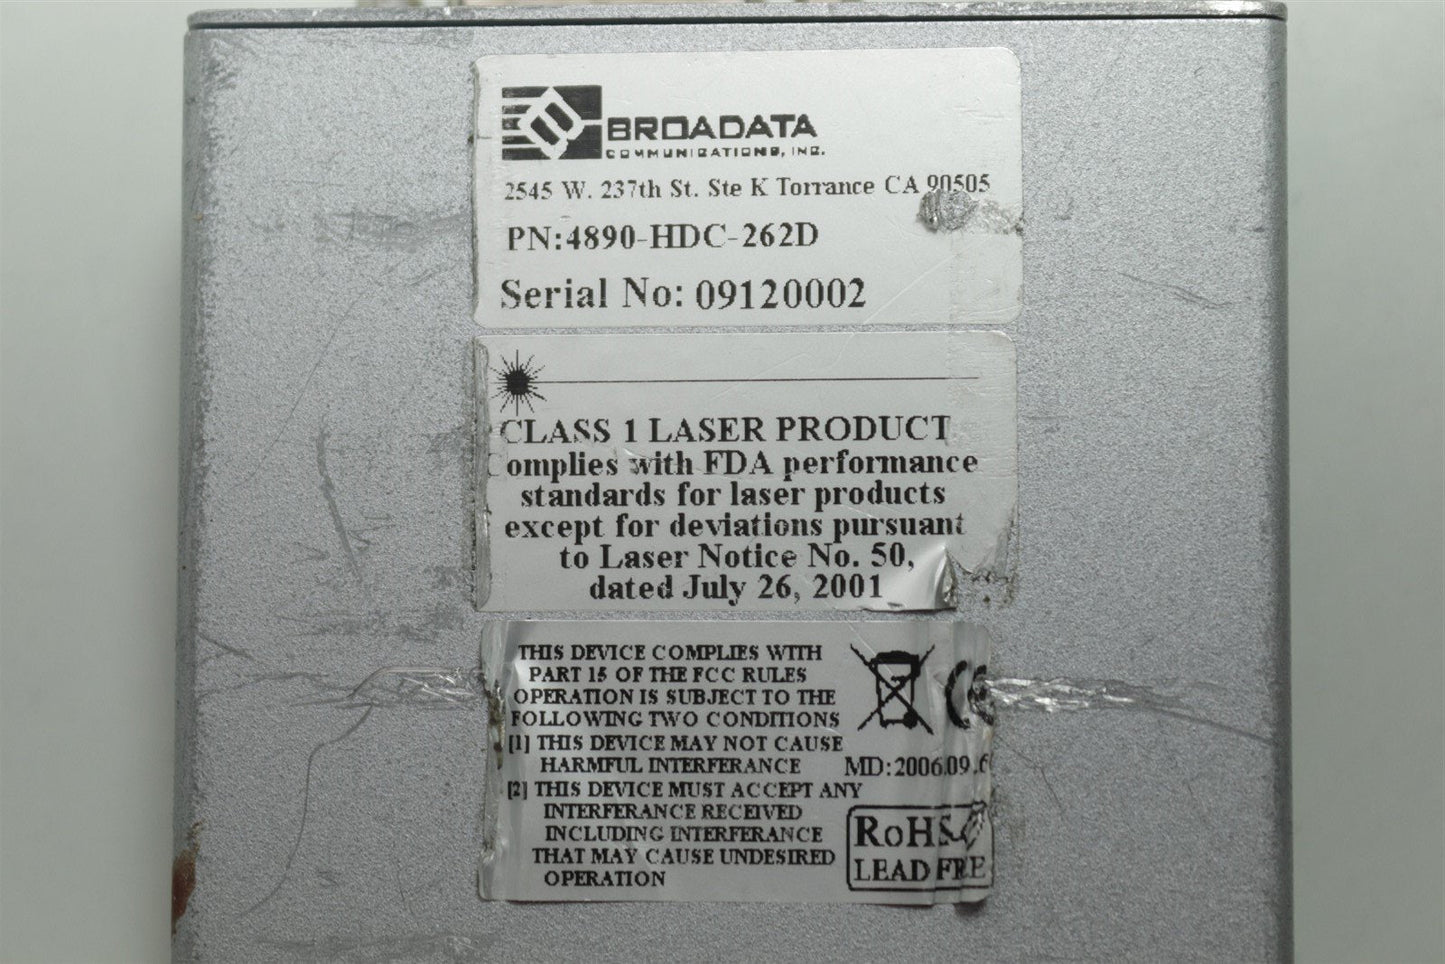 BROADATA
COMMUNICATIONS, INC.
2545 W. 237th St. Ste K Torrance CA 90505
PN:4890-HDC-262D
Serial No: 09120002
CLASS 1 LASER PRODUCT
Complies with FDA performance
standards for laser products
except for deviations pursuant
to Laser Notice No. 50,
dated July 26, 2001
THIS DEVICE COMPLIES WITH
PART 15 OF THE FCC RULES
OPERATION IS SUBJECT TO THE
FOLLOWING TWO CONDITIONS
[1] THIS DEVICE MAY NOT CAUSE
HARMFUL INTERFERANCE
[2] THIS DEVICE MUST ACCEPT ANY
INTERFERANCE RECEIVED
INCLUDING INTERFERANCE
THAT MAY CAUSE UNDESIRED
OPERATION
CE
MD:2006.09
RoHS
LEAD FREE